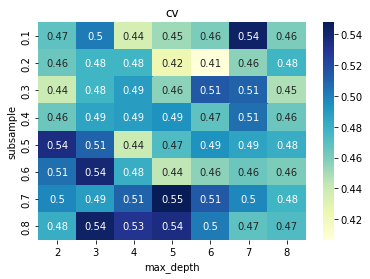 cv
0.1 0.47 0.5 0.44 0.45 0.46 0.54 0.46
0.2 0.46 0.48 0.48 0.42 0.41 0.46 0.48
0.3 0.44 0.48 0.49 0.46 0.51 0.51 0.45
0.4 0.46 0.49 0.49 0.49 0.47 0.51 0.46
0.5 0.54 0.51 0.44 0.47 0.49 0.49 0.48
0.6 0.51 0.54 0.48 0.44 0.46 0.46 0.46
0.7 0.5 0.49 0.51 0.55 0.51 0.5 0.48
0.8 0.48 0.54 0.53 0.54 0.5 0.47 0.47
2 3 4 5 6 7 8
max_depth
subsample
0.54
0.52
0.50
0.48
0.46
0.44
0.42